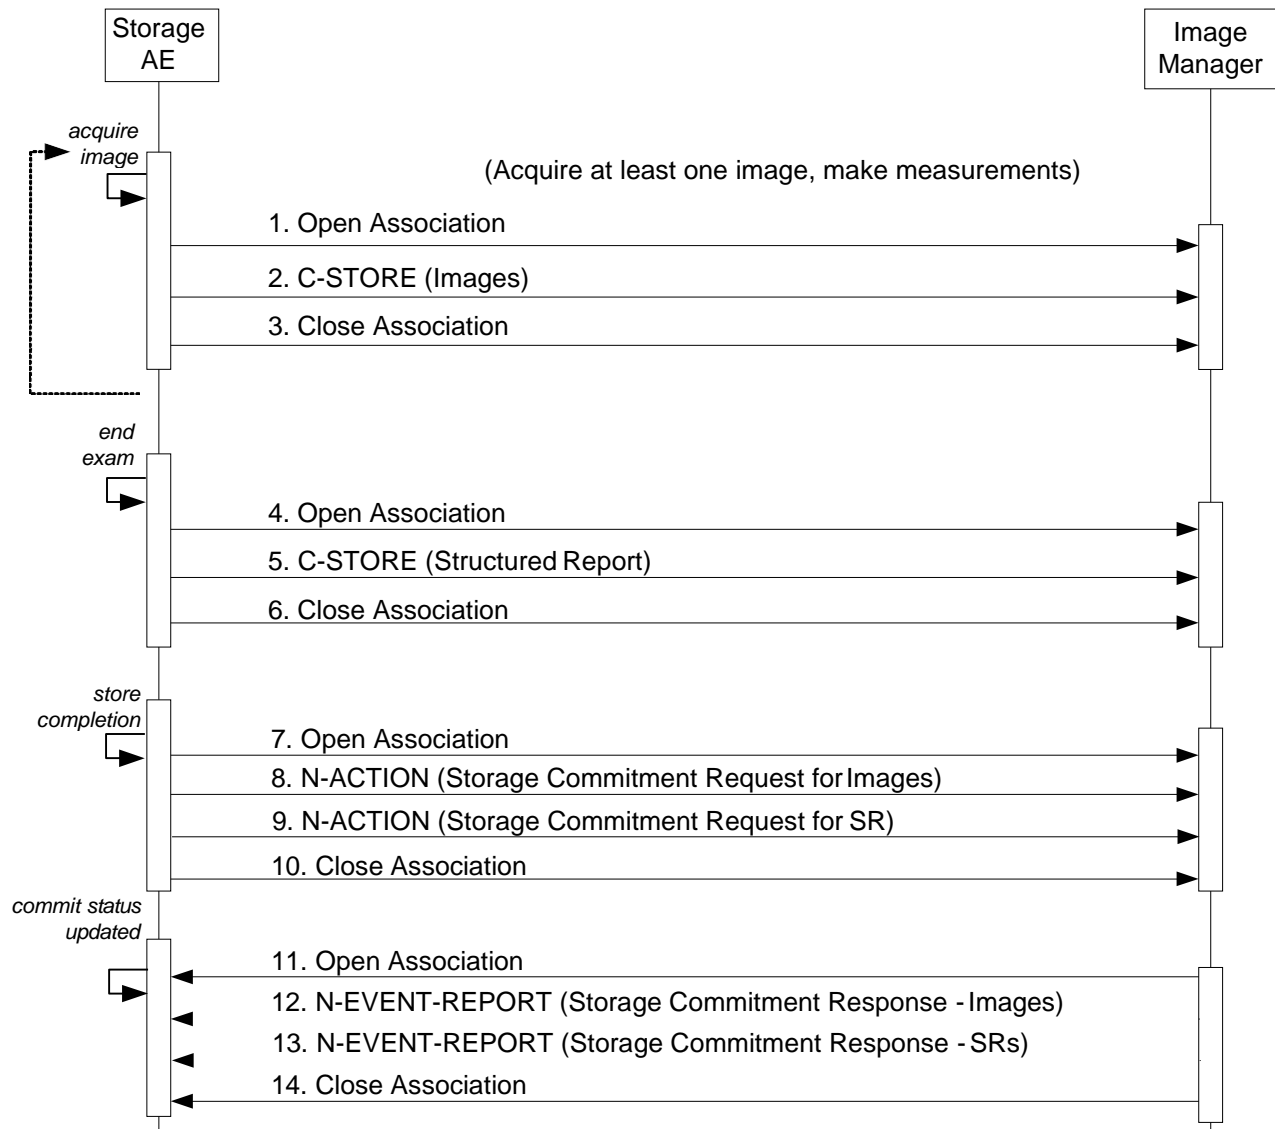 Storage
AE
Image
Manager
acquire
image
(Acquire at least one image, make measurements)
1. Open Association
2. C-STORE (Images)
3. Close Association
end
exam
4. Open Association
5. C-STORE (Structured Report)
6. Close Association
store
completion
7. Open Association
8. N-ACTION (Storage Commitment Request for Images)
9. N-ACTION (Storage Commitment Request for SR)
10. Close Association
commit status
updated
11. Open Association
12. N-EVENT-REPORT (Storage Commitment Response - Images)
13. N-EVENT-REPORT (Storage Commitment Response - SRs)
14. Close Association